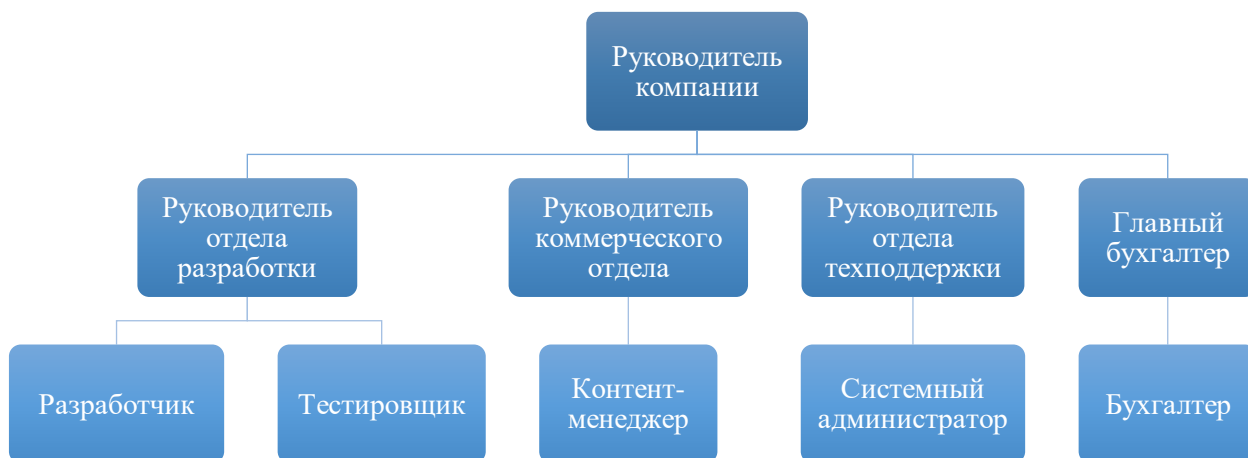 Руководитель
компании
Руководитель
отдела
разработки
Руководитель
коммерческого
отдела
Руководитель
отдела
техподдержки
Главный
бухгалтер
Разработчик
Тестировщик
Контент-
менеджер
Системный
администратор
Бухгалтер